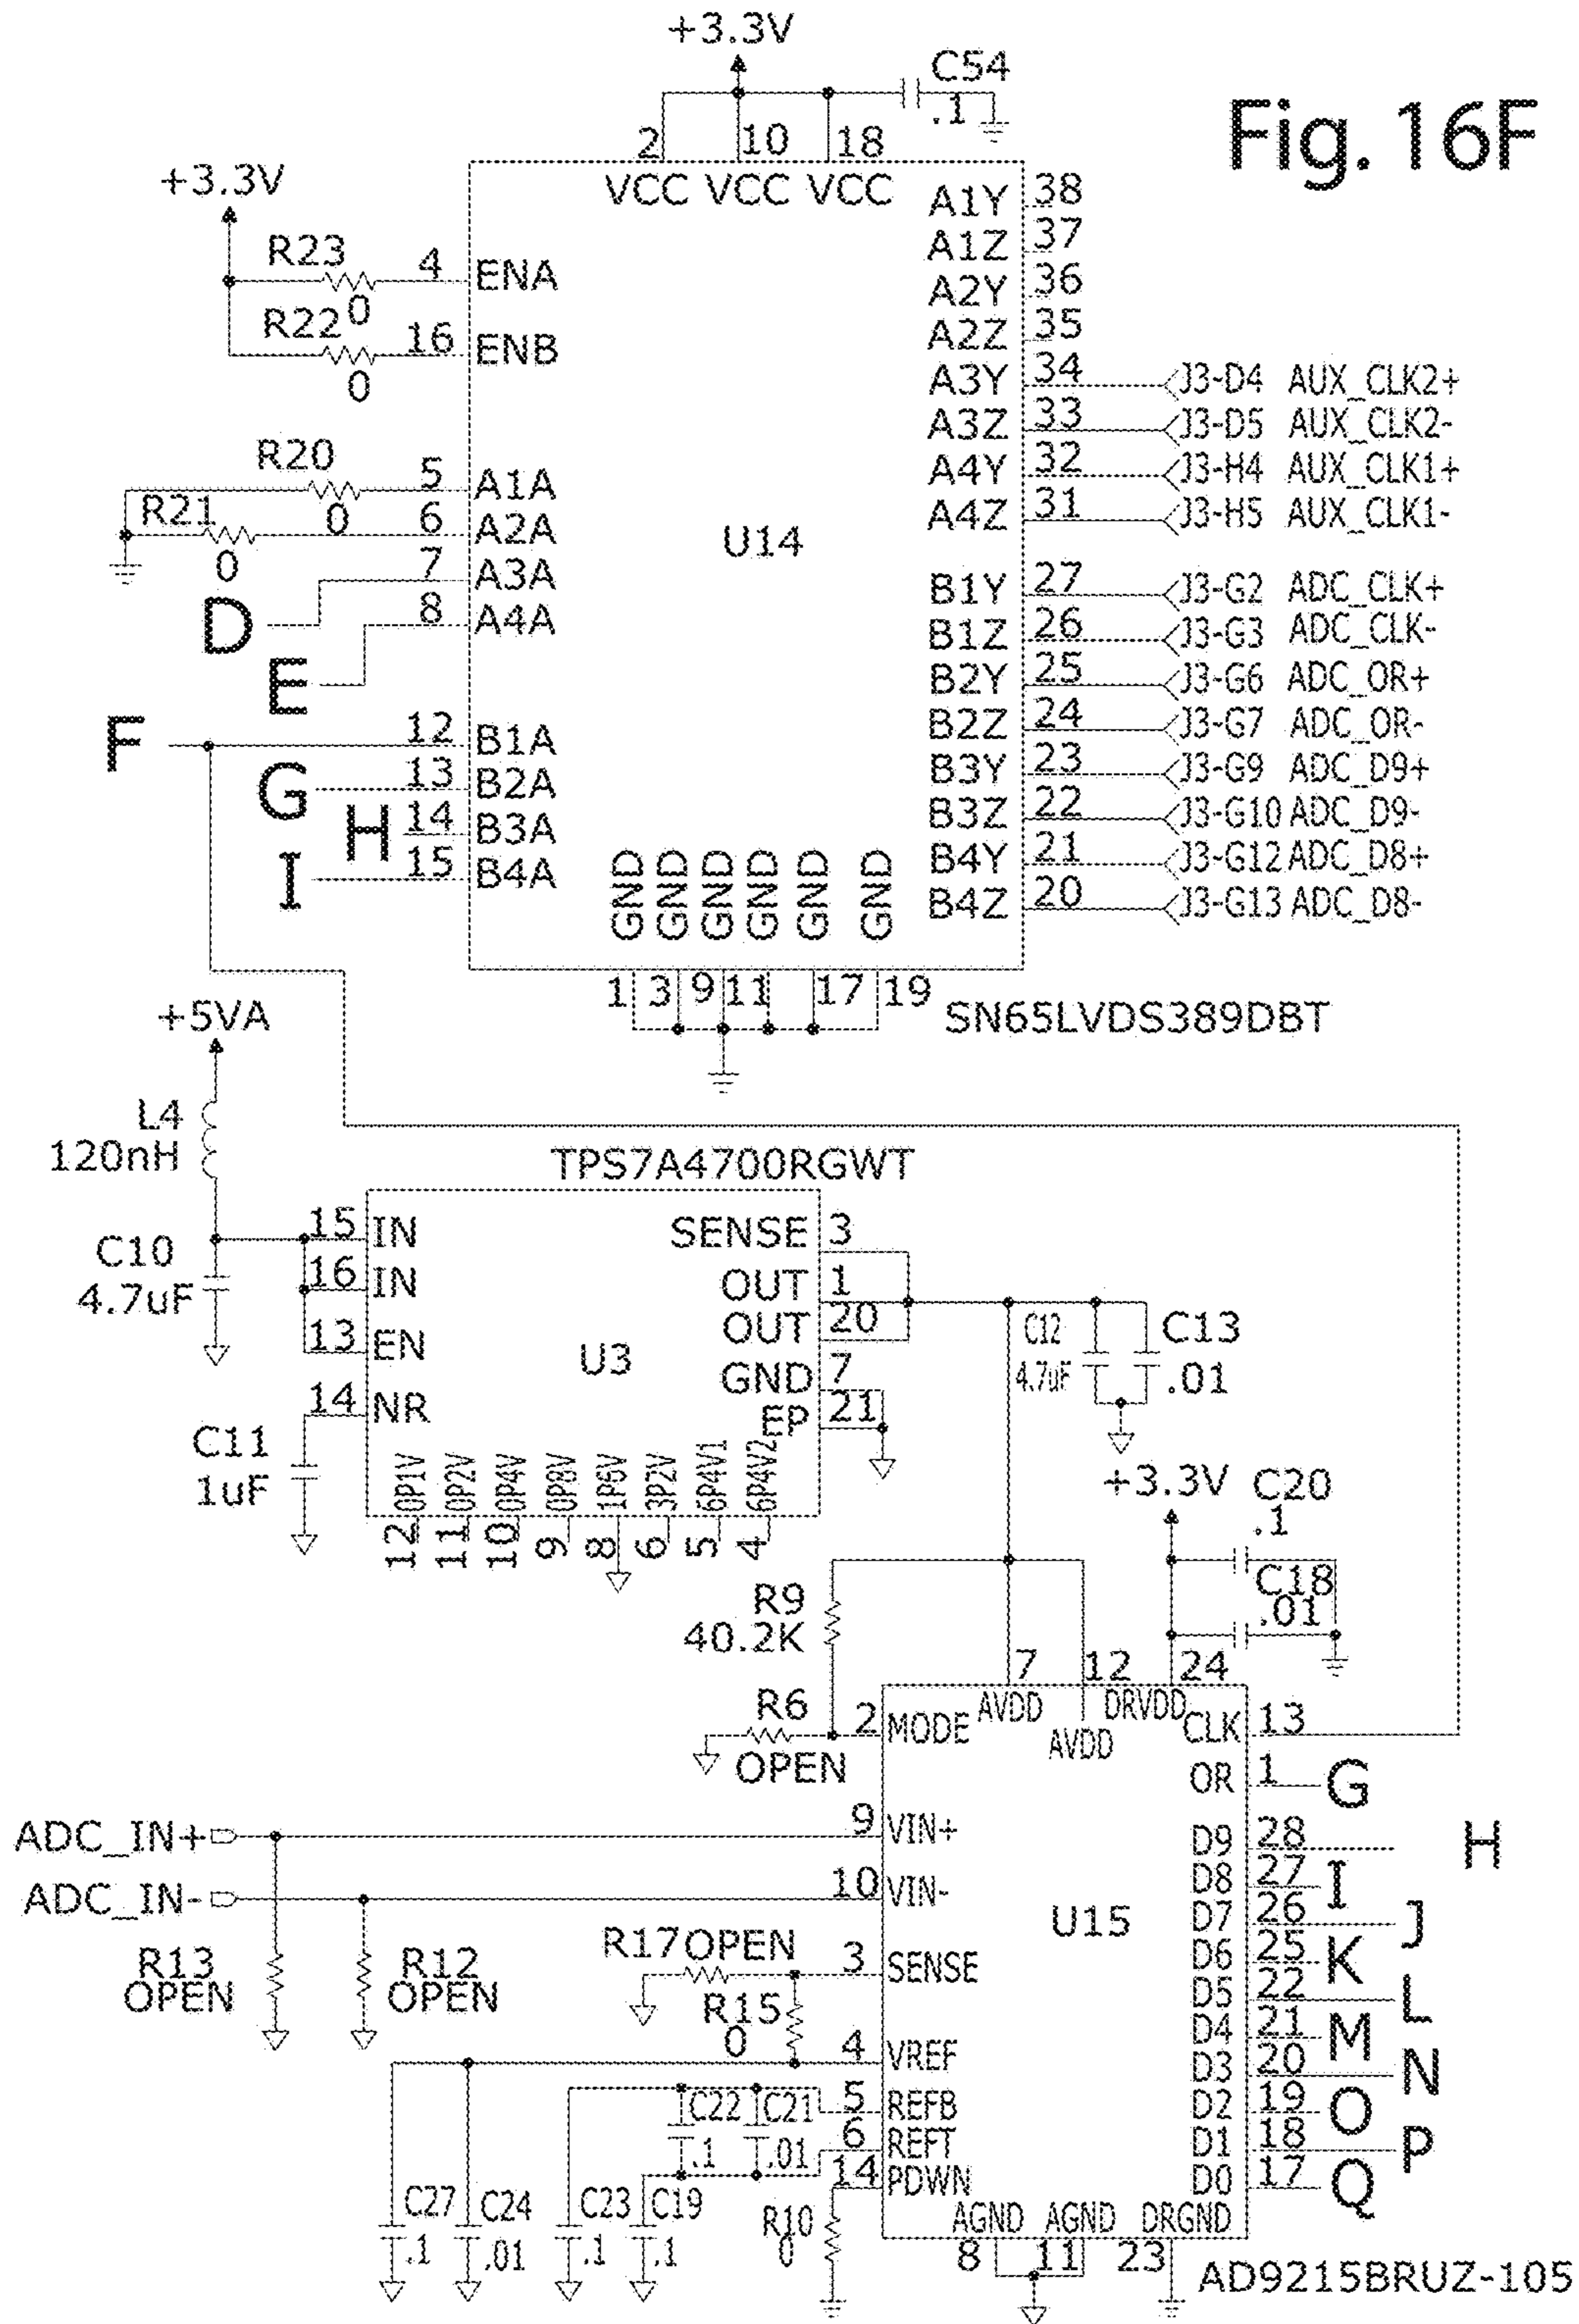 Fig. 16F
+3.3V
C54
.1
2 10 18
VCC VCC VCC
+3.3V
R23
0
4 ENA
R22
0
16 ENB
R20
0
5 A1A
R21
0
6 A2A
7 A3A
D
8 A4A
E
F
12 B1A
G
13 B2A
H
14 B3A
I
15 B4A
U14
A1Y 38
A1Z 37
A2Y 36
A2Z 35
A3Y 34 J3-D4 AUX_CLK2+
A3Z 33 J3-D5 AUX_CLK2-
A4Y 32 J3-H4 AUX_CLK1+
A4Z 31 J3-H5 AUX_CLK1-
B1Y 27 J3-G2 ADC_CLK+
B1Z 26 J3-G3 ADC_CLK-
B2Y 25 J3-G6 ADC_OR+
B2Z 24 J3-G7 ADC_OR-
B3Y 23 J3-G9 ADC_D9+
B3Z 22 J3-G10 ADC_D9-
B4Y 21 J3-G12 ADC_D8+
B4Z 20 J3-G13 ADC_D8-
GND GND GND GND GND GND
1 3 9 11 17 19
SN65LVDS389DBT
+5VA
L4
120nH
TPS7A4700RGWT
C10
4.7uF
15 IN
16 IN
13 EN
14 NR
C11
1uF
U3
SENSE 3
OUT 1
OUT 20
GND 7
EP 21
0P1V 0P2V 0P4V 0P8V 1P6V 3P2V 6P4V1 6P4V2
12 11 10 9 8 6 5 4
C12
4.7uF
C13
.01
+3.3V
C20
.1
C18
.01
R9
40.2K
R6
OPEN
7 12 24
AVDD DRVDD
AVDD
2 MODE
CLK 13
OR 1 G
ADC_IN+ 9 VIN+
ADC_IN- 10 VIN-
R13
OPEN
R12
OPEN
R17 OPEN
3 SENSE
R15
0
4 VREF
5 REFB
6 REFT
14 PDWN
C22
.1
C21
.01
C27
.1
C24
.01
C23
.1
C19
.1
R10
0
U15
D9 28 H
D8 27 I
D7 26 J
D6 25 K
D5 22 L
D4 21 M
D3 20 N
D2 19 O
D1 18 P
D0 17 Q
AGND AGND DRGND
8 11 23
AD9215BRUZ-105